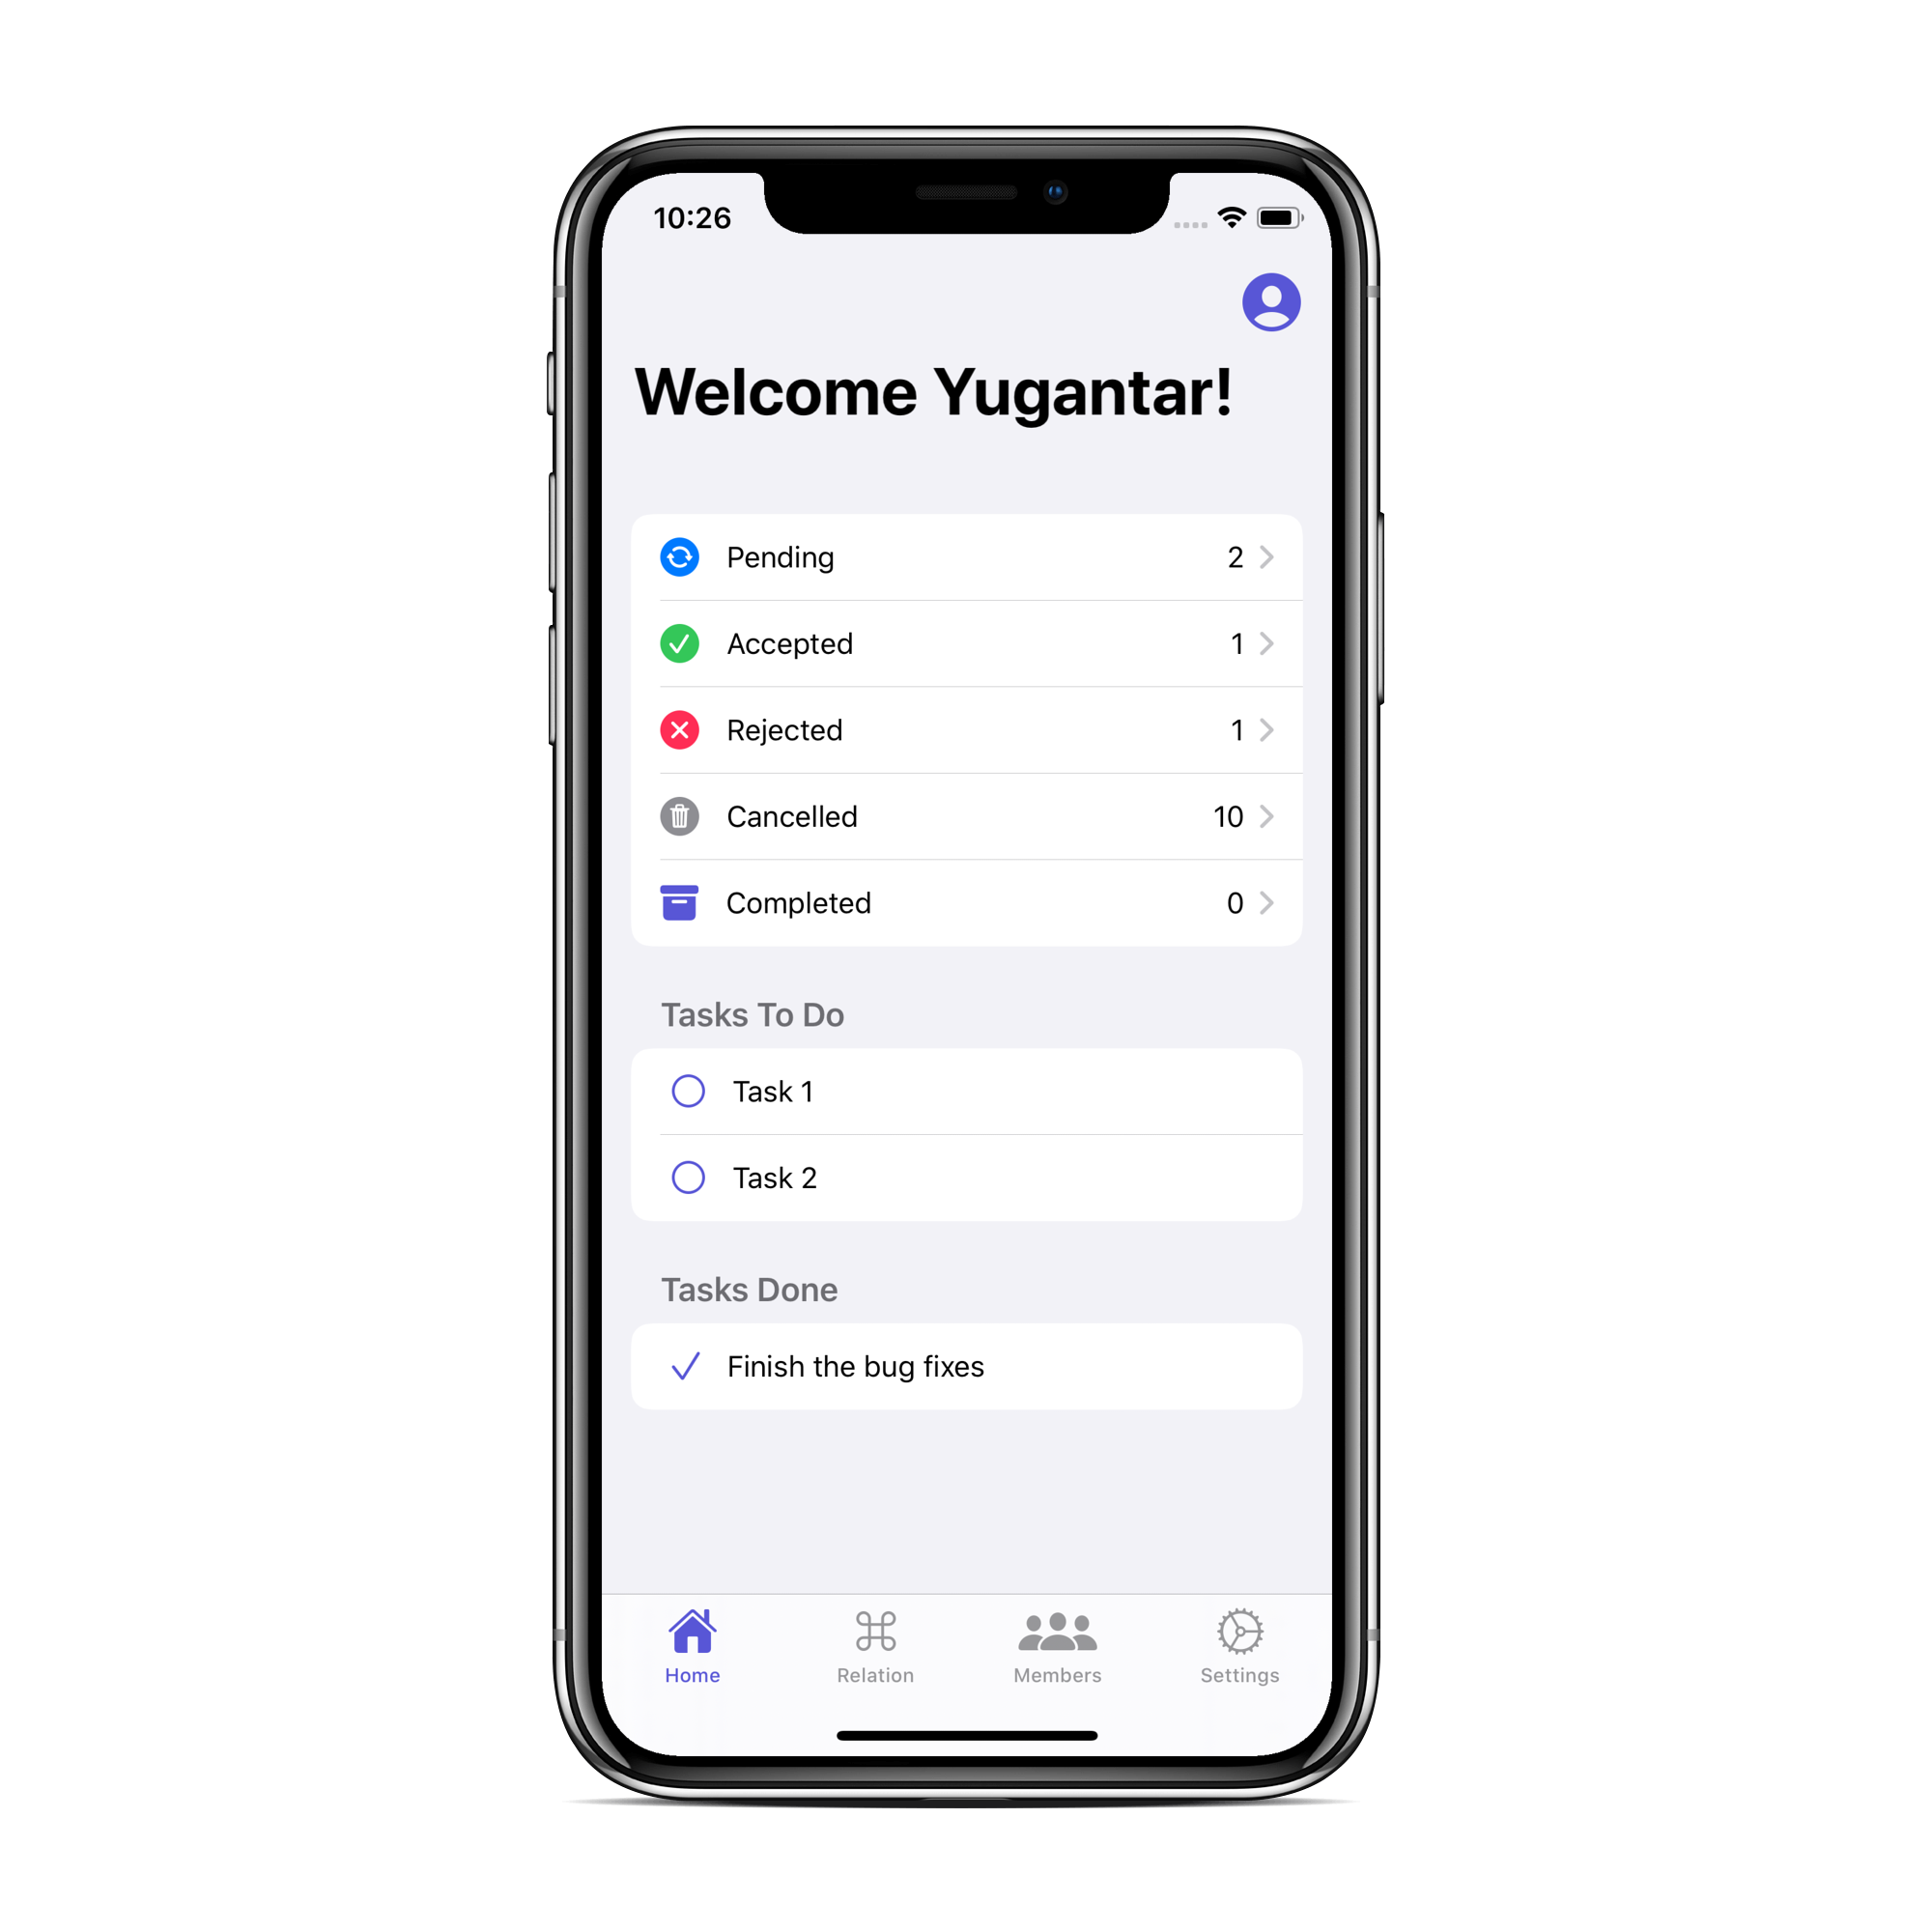 10:26
Welcome Yugantar!
Pending 2
Accepted 1
Rejected 1
Cancelled 10
Completed 0
Tasks To Do
Task 1
Task 2
Tasks Done
Finish the bug fixes
Home Relation Members Settings